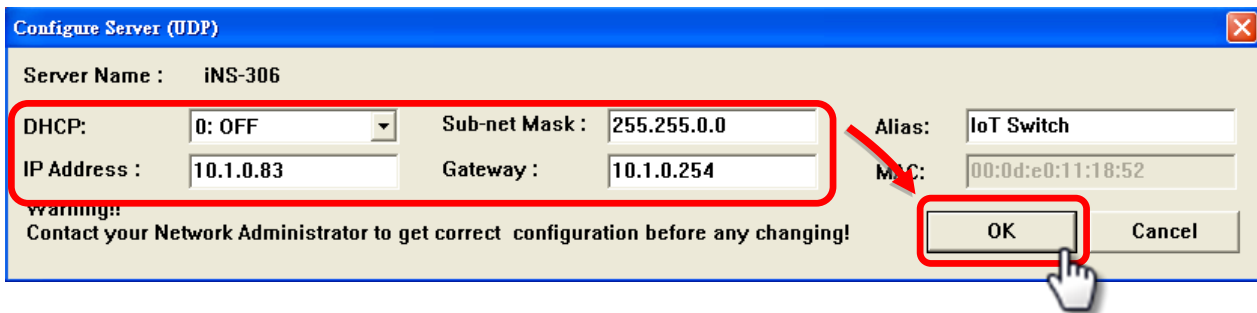 Configure Server (UDP)
Server Name : iNS-306
DHCP: 0: OFF Sub-net Mask : 255.255.0.0 Alias: IoT Switch
IP Address : 10.1.0.83 Gateway : 10.1.0.254 MAC: 00:0d:e0:11:18:52
Warning!!
Contact your Network Administrator to get correct configuration before any changing!
OK Cancel